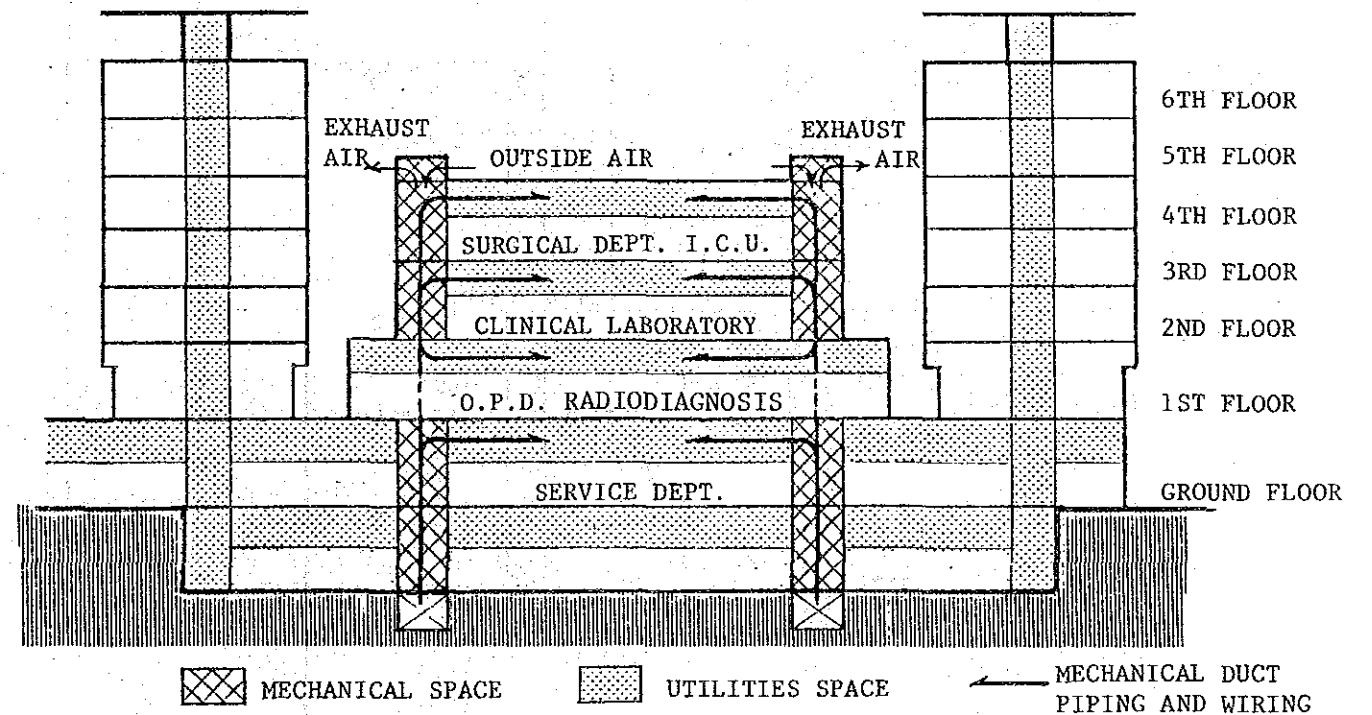 6TH FLOOR
EXHAUST AIR
OUTSIDE AIR
EXHAUST AIR
5TH FLOOR
4TH FLOOR
SURGICAL DEPT. I.C.U.
3RD FLOOR
CLINICAL LABORATORY
2ND FLOOR
O.P.D. RADIODIAGNOSIS
1ST FLOOR
SERVICE DEPT.
GROUND FLOOR
MECHANICAL SPACE
UTILITIES SPACE
MECHANICAL DUCT
PIPING AND WIRING